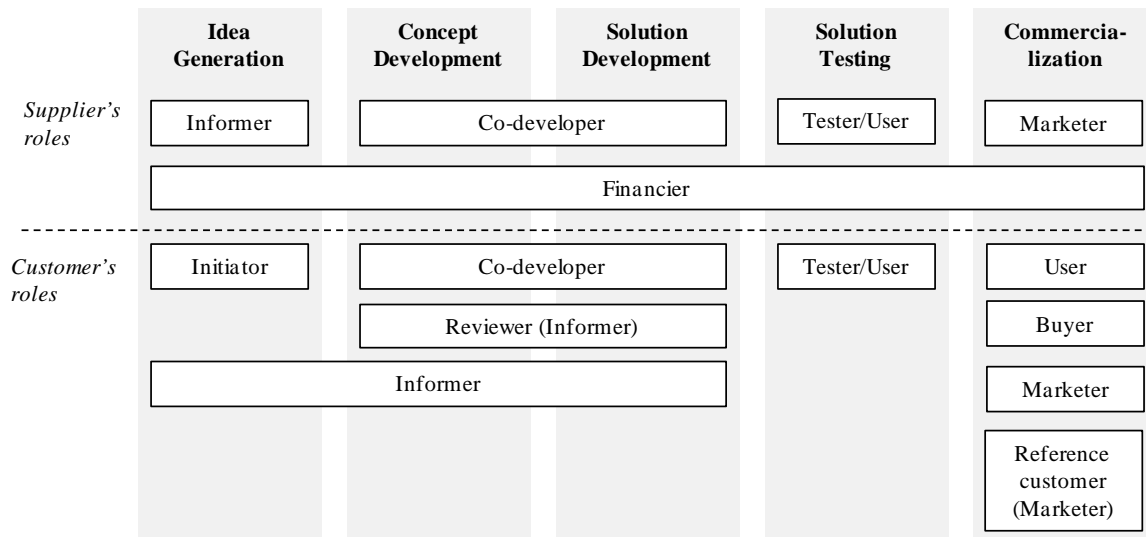 Idea
Generation
Concept
Development
Solution
Development
Solution
Testing
Commercia-
lization
Supplier's
roles
Informer
Co-developer
Tester/User
Marketer
Financier
Customer's
roles
Initiator
Co-developer
Tester/User
User
Reviewer (Informer)
Buyer
Informer
Marketer
Reference
customer
(Marketer)